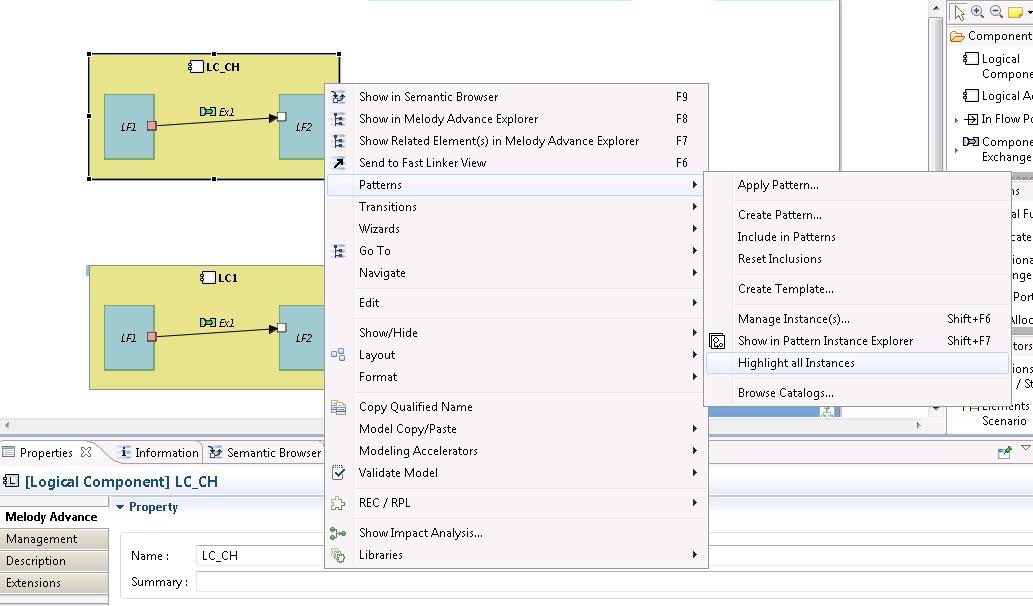 LC_CH
LF1
Ex1
LF2
LC1
LF1
Ex1
LF2
Show in Semantic Browser F9
Show in Melody Advance Explorer F8
Show Related Element(s) in Melody Advance Explorer F7
Send to Fast Linker View F6
Patterns
Transitions
Wizards
Go To
Navigate
Edit
Show/Hide
Layout
Format
Copy Qualified Name
Model Copy/Paste
Modeling Accelerators
Validate Model
REC / RPL
Show Impact Analysis...
Libraries
Apply Pattern...
Create Pattern...
Include in Patterns
Reset Inclusions
Create Template...
Manage Instance(s)... Shift+F6
Show in Pattern Instance Explorer Shift+F7
Highlight all Instances
Browse Catalogs...
Component
Logical
Compone
Logical A
In Flow Po
Compone
Exchange
Elements
Scenario
Properties
Information
Semantic Browser
[Logical Component] LC_CH
Melody Advance
Management
Description
Extensions
Property
Name : LC_CH
Summary :